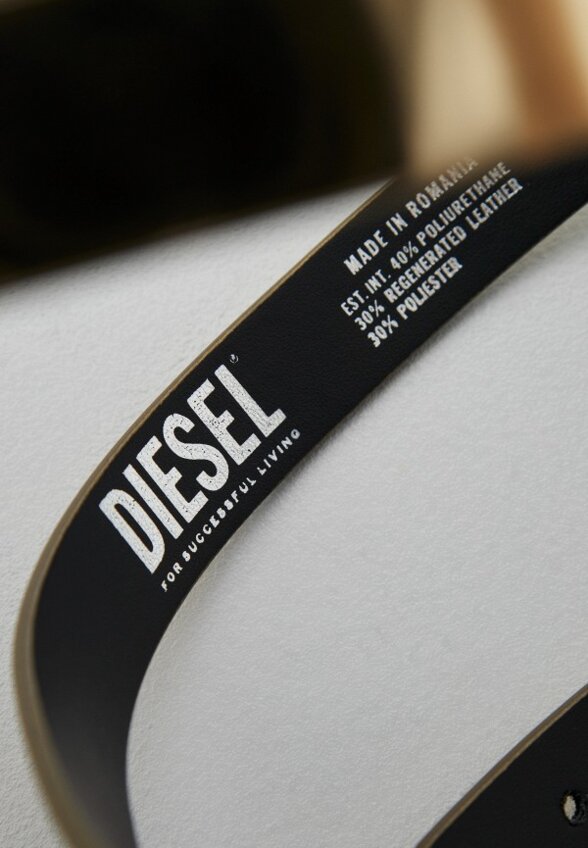 MADE IN ROMANIA
EST. INT. 40% POLIURETHANE
30% REGENERATED LEATHER
30% POLIESTER
DIESEL
FOR SUCCESSFUL LIVING